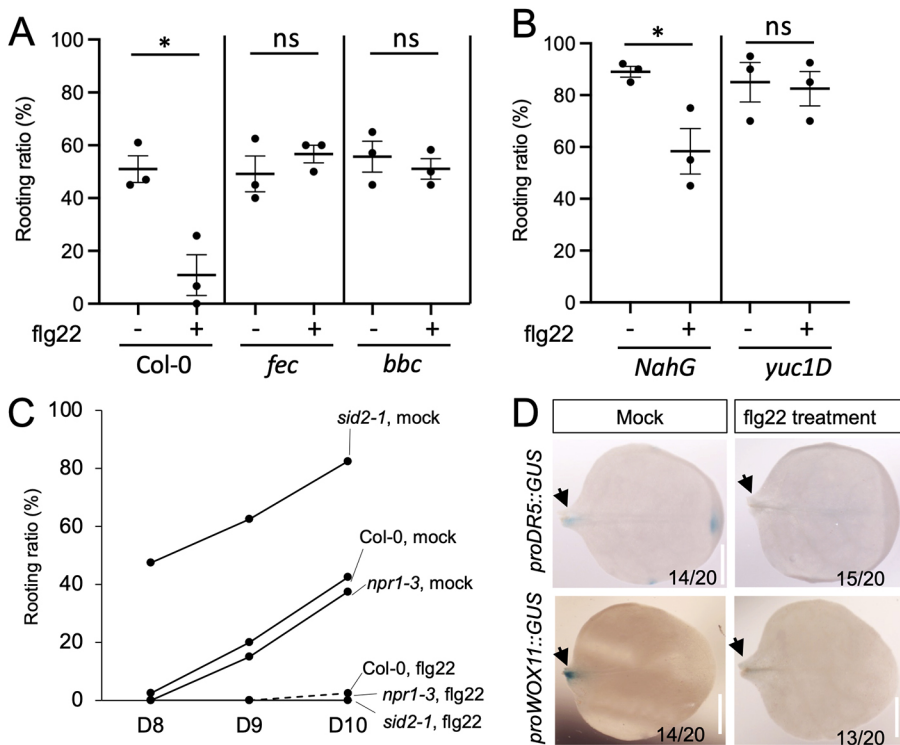 A
Rooting ratio (%)
100
80
60
40
20
0
*
ns
ns
flg22
- + - + - +
Col-0 fec bbc
B
Rooting ratio (%)
100
80
60
40
20
0
*
ns
flg22
- + - +
NahG yuc1D
C
Rooting ratio (%)
100
80
60
40
20
0
D8 D9 D10
sid2-1, mock
Col-0, mock
npr1-3, mock
Col-0, flg22
npr1-3, flg22
sid2-1, flg22
D
Mock flg22 treatment
proDR5::GUS
14/20 15/20
proWOX11::GUS
14/20 13/20